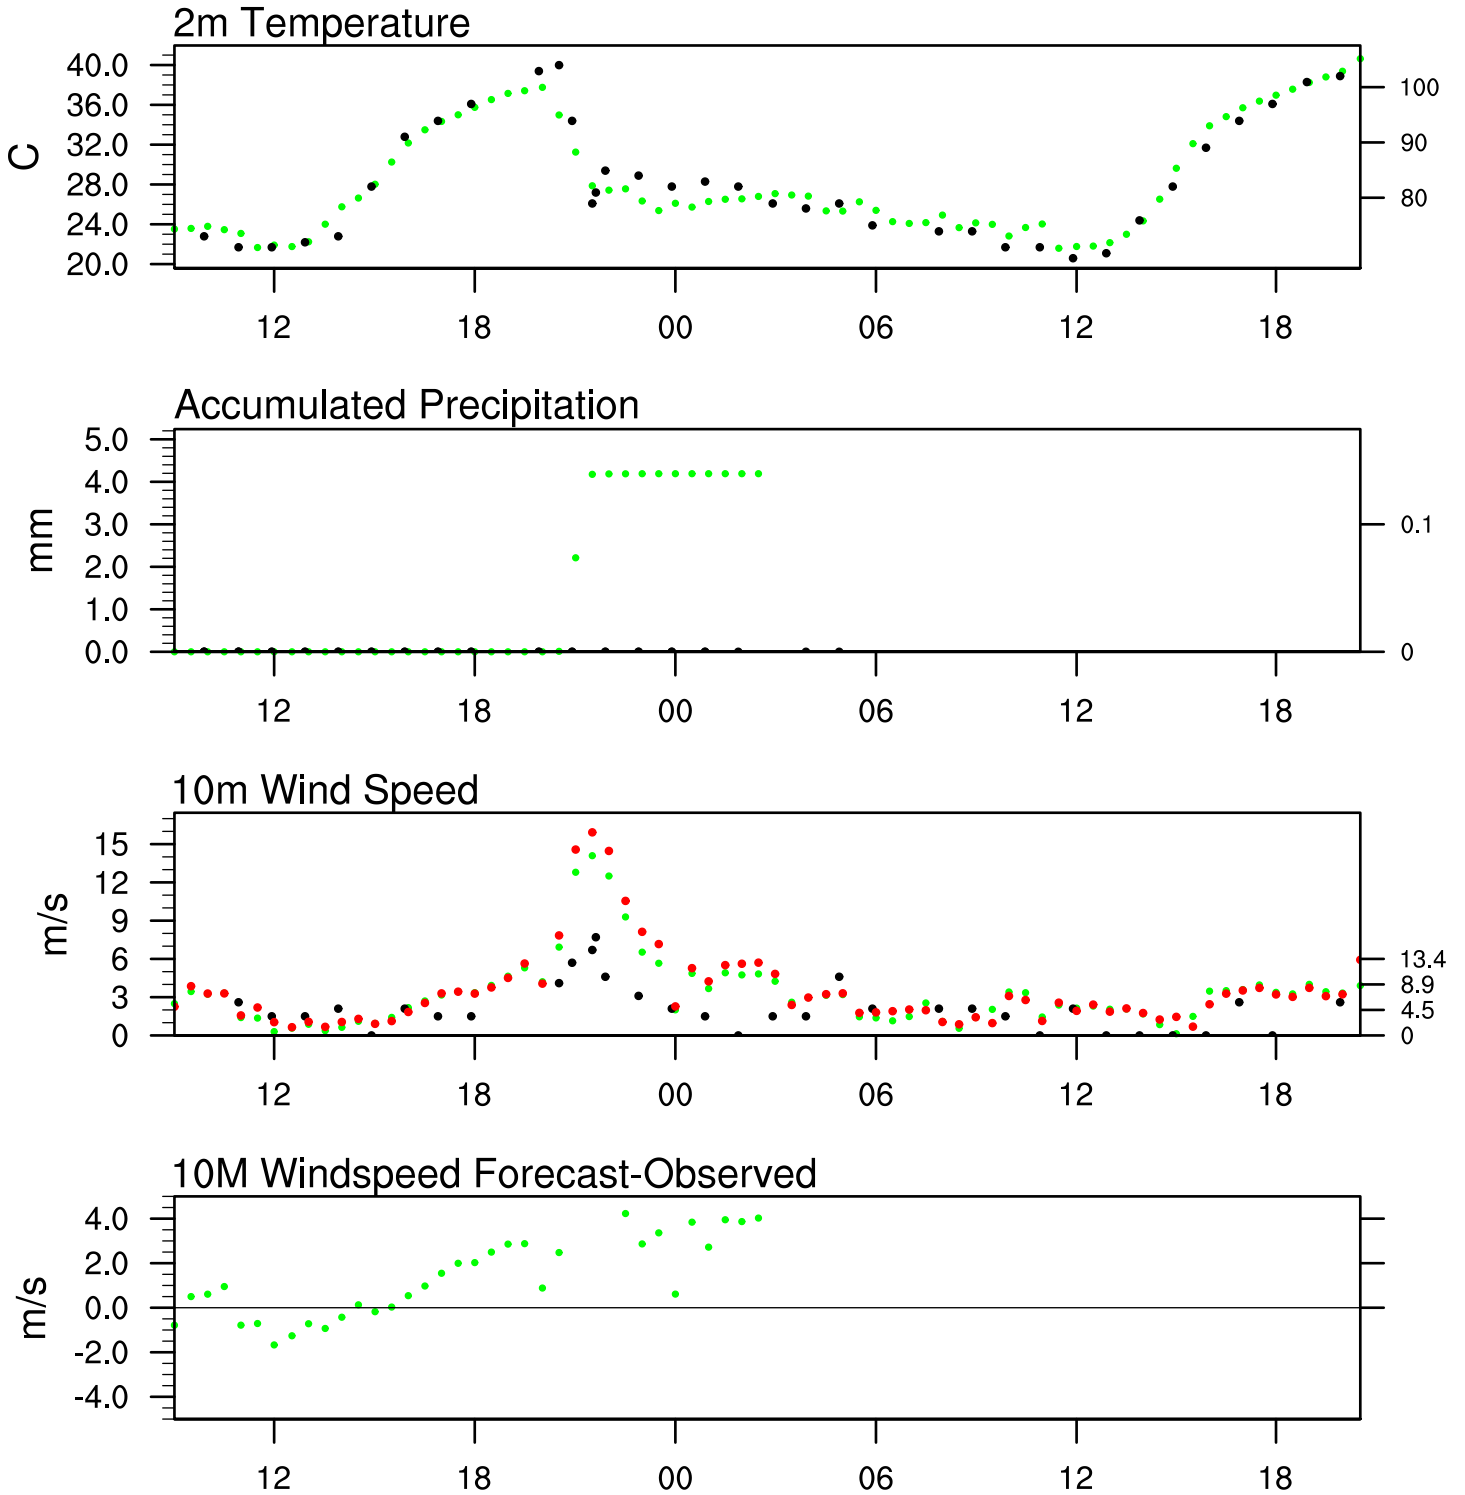 2m Temperature
40.0
36.0
32.0
28.0
24.0
20.0
C
100
90
80
12 18 00 06 12 18
Accumulated Precipitation
5.0
4.0
3.0
2.0
1.0
0.0
mm
0.1
0
12 18 00 06 12 18
10m Wind Speed
15
12
9
6
3
0
m/s
13.4
8.9
4.5
0
12 18 00 06 12 18
10M Windspeed Forecast-Observed
4.0
2.0
0.0
-2.0
-4.0
m/s
12 18 00 06 12 18